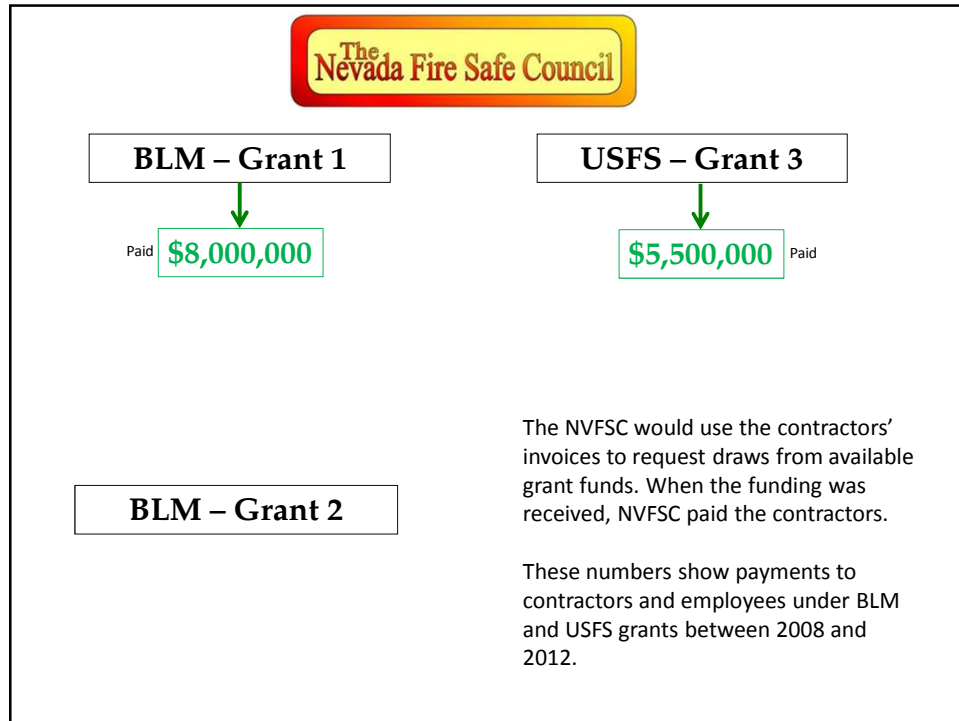 The
Nevada Fire Safe Council
BLM – Grant 1
USFS – Grant 3
Paid $8,000,000
$5,500,000 Paid
The NVFSC would use the contractors’
invoices to request draws from available
grant funds. When the funding was
received, NVFSC paid the contractors.
BLM – Grant 2
These numbers show payments to
contractors and employees under BLM
and USFS grants between 2008 and
2012.